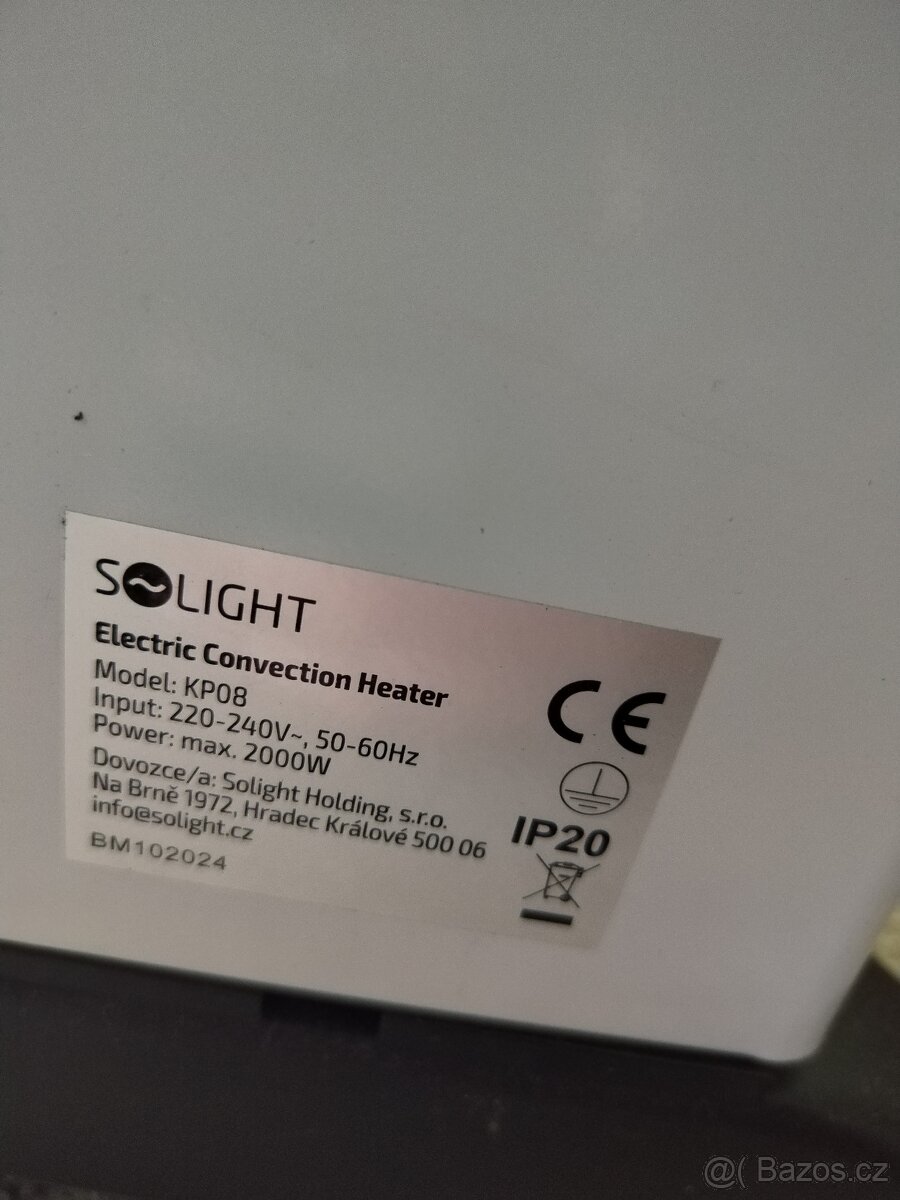 SOLIGHT
Electric Convection Heater
Model: KP08
Input: 220-240V~, 50-60Hz
Power: max. 2000W
Dovozce/a: Solight Holding, s.r.o.
Na Brně 1972, Hradec Králové 500 06
info@solight.cz
BM102024
CE
IP20
@( Bazos.cz